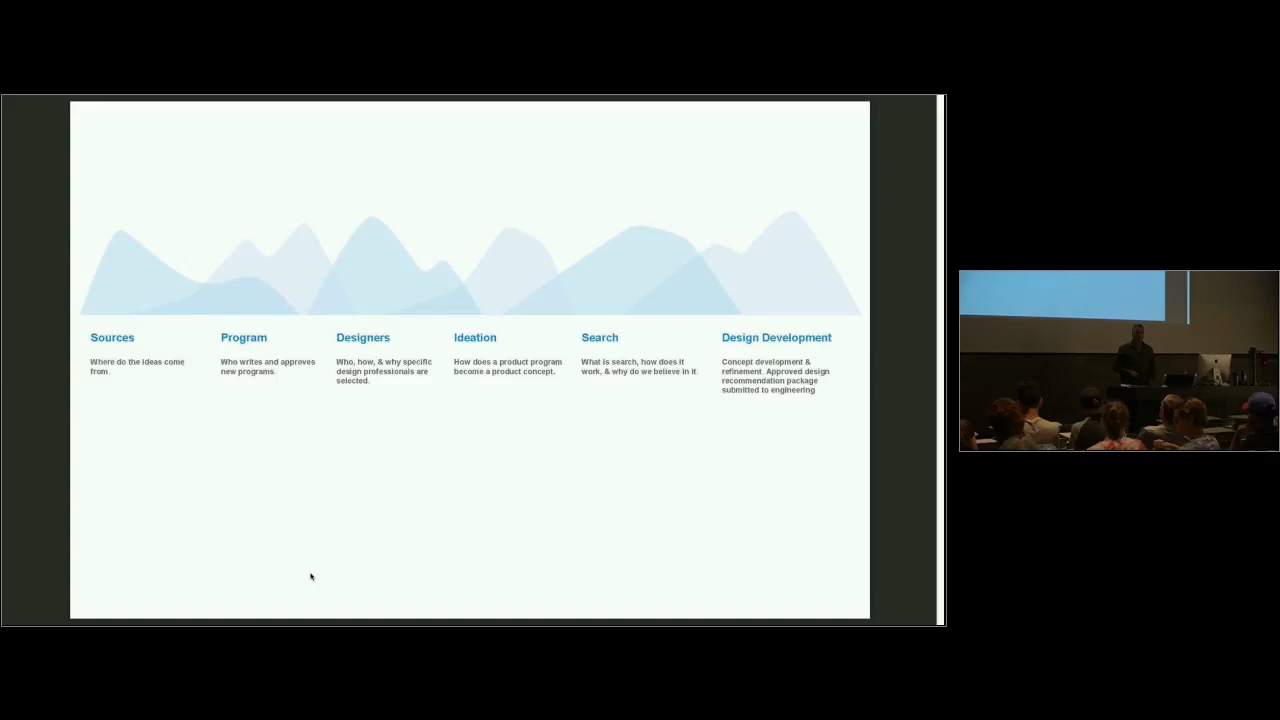 Sources
Where do the ideas come
from.
Program
Who writes and approves
new programs.
Designers
Who, how, & why specific
design professionals are
selected.
Ideation
How does a product program
become a product concept.
Search
What is search, how does it
work, & why do we believe in it.
Design Development
Concept development &
refinement. Approved design
recommendation package
submitted to engineering